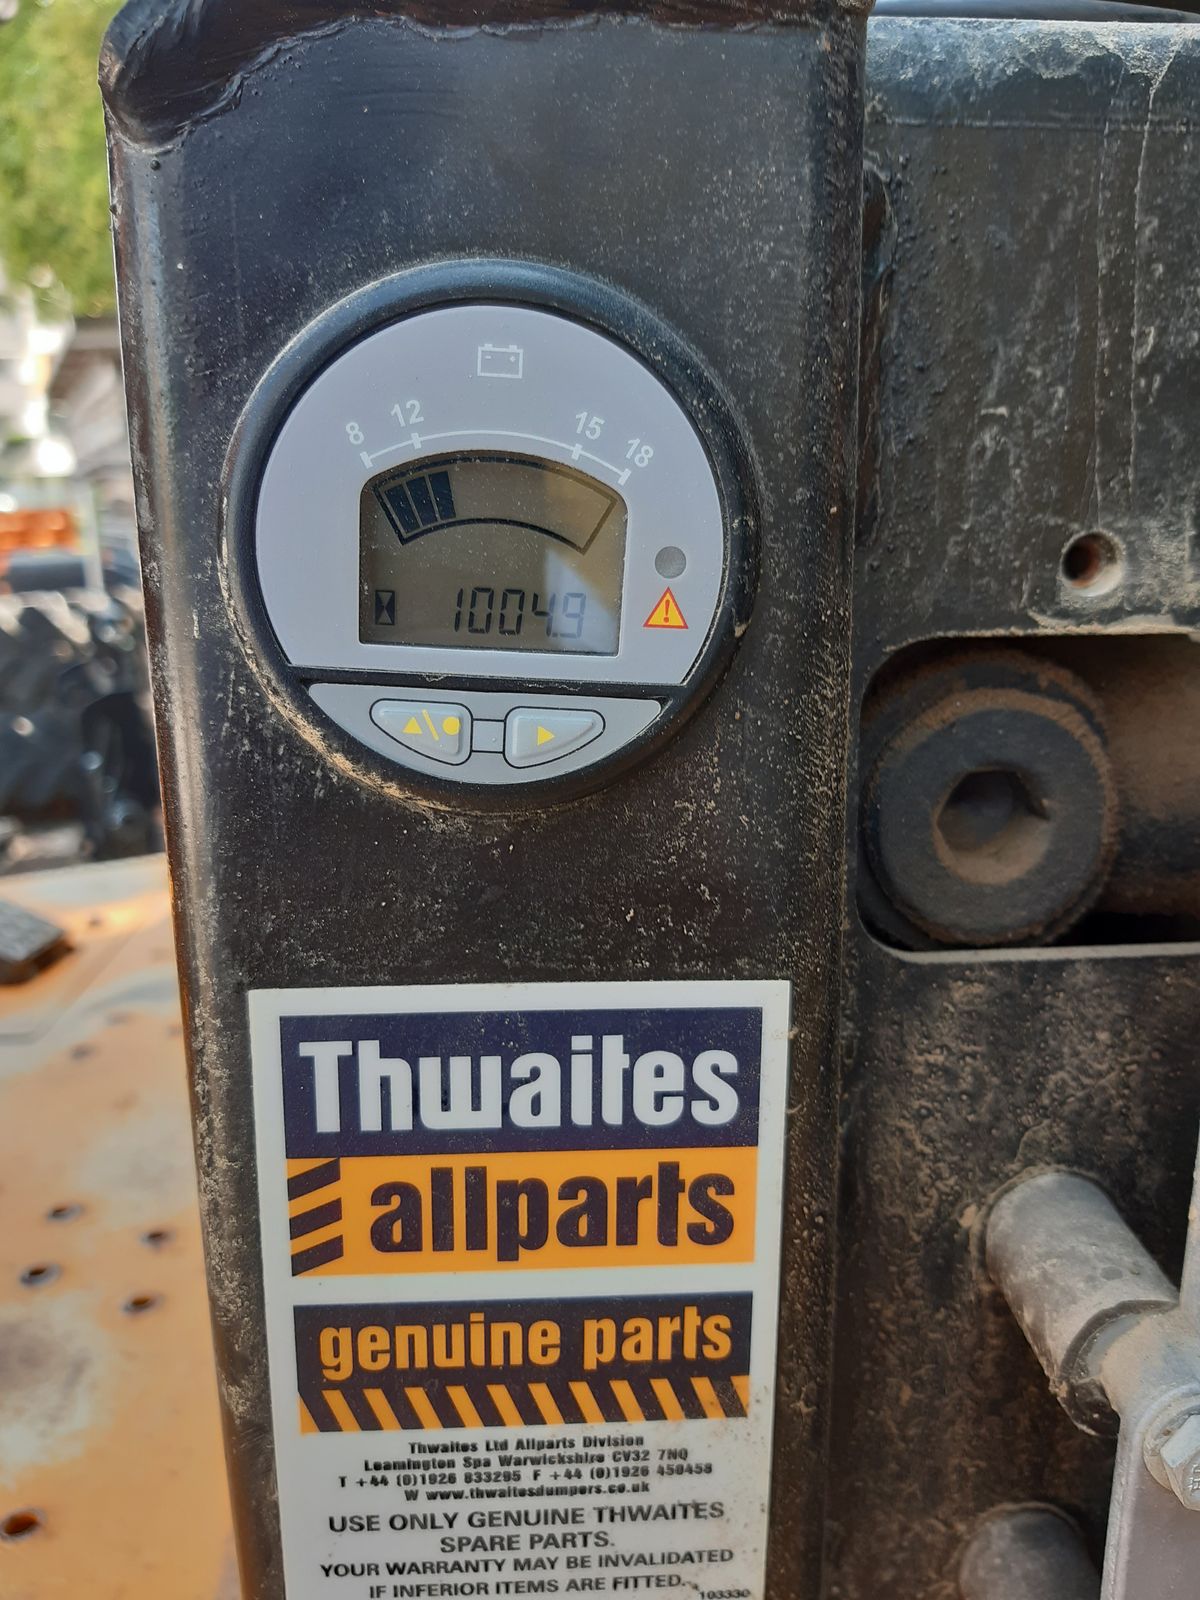 8 12 15 18
1004.9
Thwaites
allparts
genuine parts
Thwaites Ltd Allparts Division
Leamington Spa Warwickshire CV32 7NQ
T +44 (0)1926 833295 F +44 (0)1926 450458
W www.thwaitesdumpers.co.uk
USE ONLY GENUINE THWAITES
SPARE PARTS.
YOUR WARRANTY MAY BE INVALIDATED
IF INFERIOR ITEMS ARE FITTED.
103330